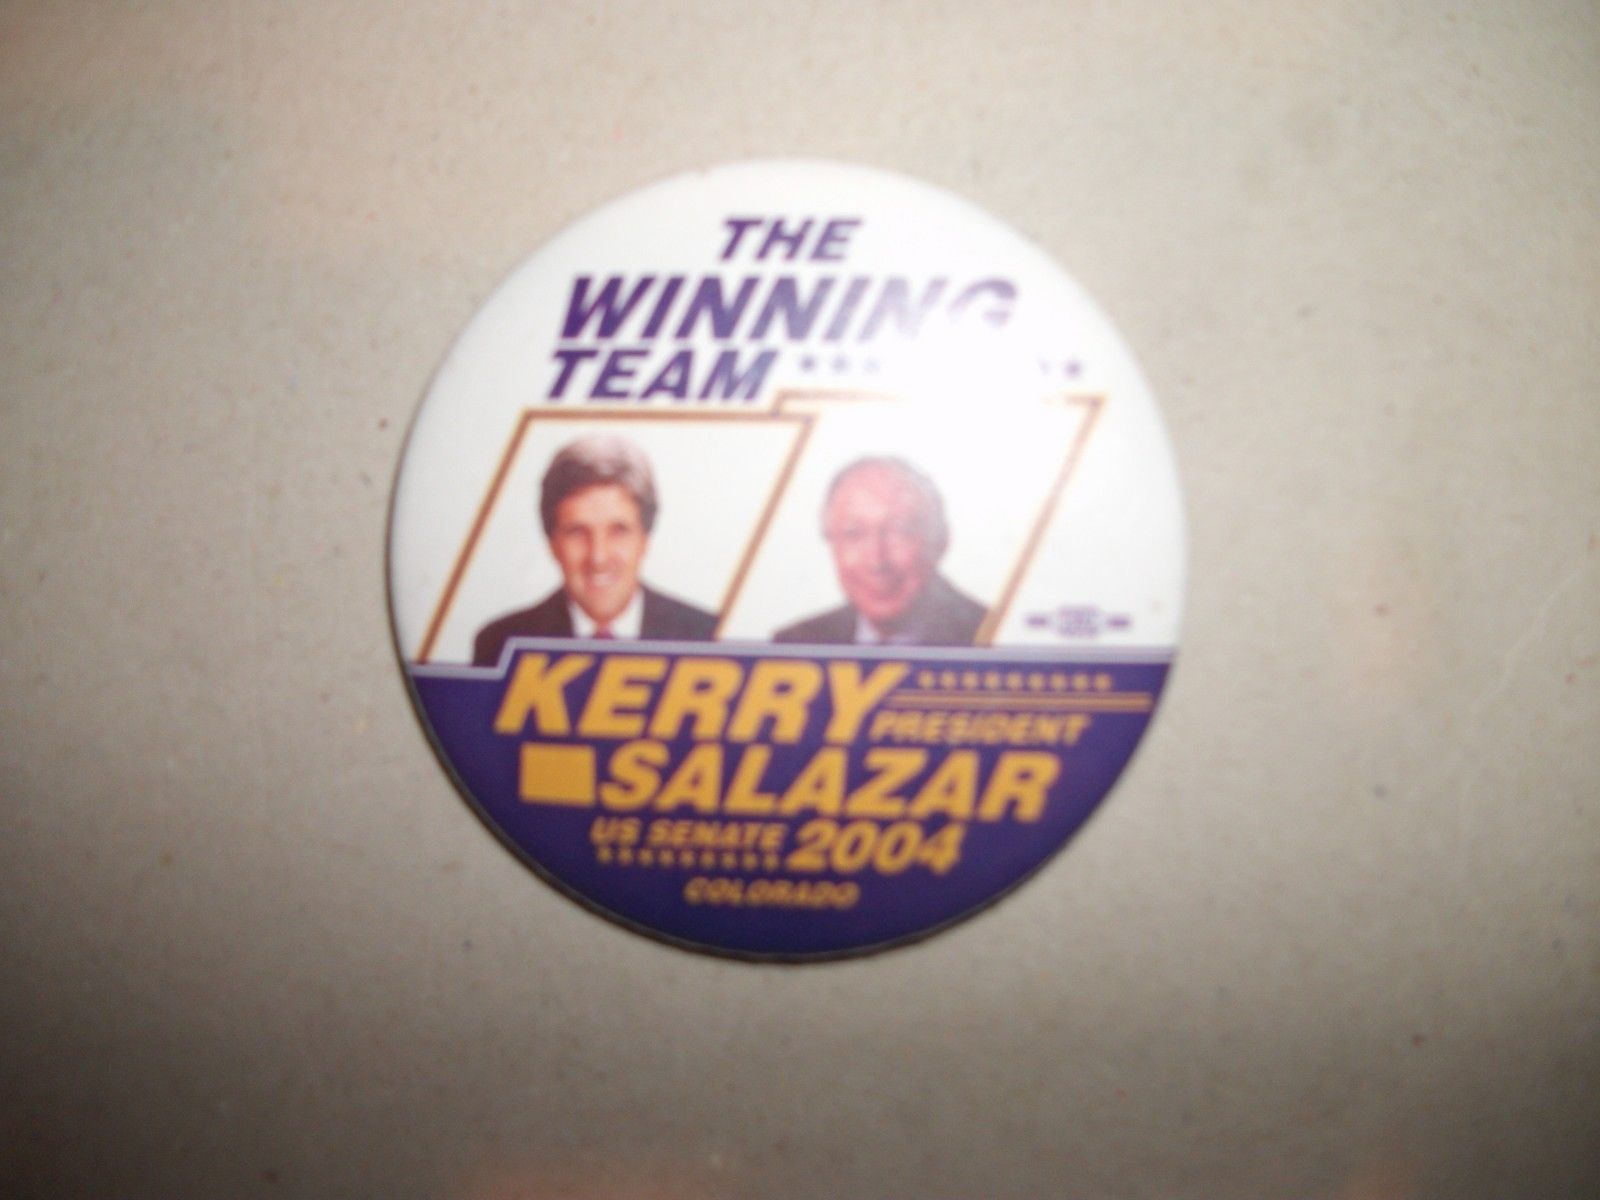 THE
WINNING
TEAM
KERRY
PRESIDENT
SALAZAR
US SENATE 2004
COLORADO